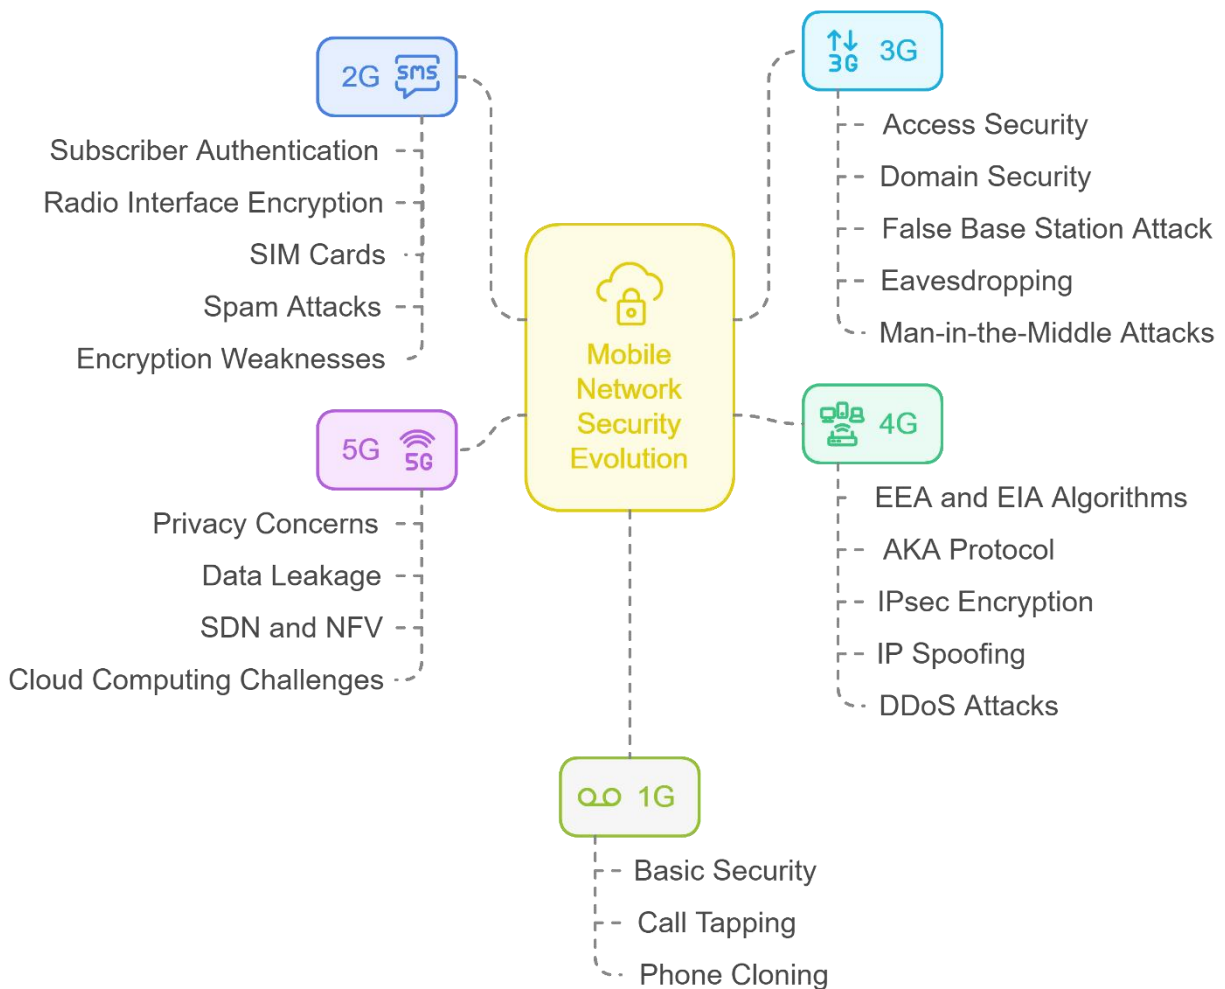 2G
SMS
Subscriber Authentication
Radio Interface Encryption
SIM Cards
Spam Attacks
Encryption Weaknesses
3G
3G
Access Security
Domain Security
False Base Station Attack
Eavesdropping
Man-in-the-Middle Attacks
Mobile
Network
Security
Evolution
5G
5G
Privacy Concerns
Data Leakage
SDN and NFV
Cloud Computing Challenges
4G
EEA and EIA Algorithms
AKA Protocol
IPsec Encryption
IP Spoofing
DDoS Attacks
1G
Basic Security
Call Tapping
Phone Cloning